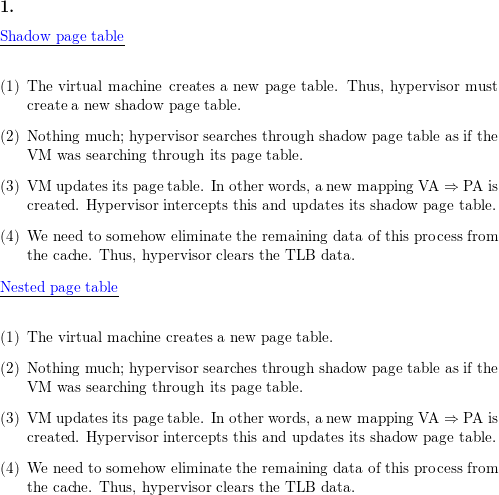 1.
Shadow page table
(1) The virtual machine creates a new page table. Thus, hypervisor must
create a new shadow page table.
(2) Nothing much; hypervisor searches through shadow page table as if the
VM was searching through its page table.
(3) VM updates its page table. In other words, a new mapping VA ⇒ PA is
created. Hypervisor intercepts this and updates its shadow page table.
(4) We need to somehow eliminate the remaining data of this process from
the cache. Thus, hypervisor clears the TLB data.
Nested page table
(1) The virtual machine creates a new page table.
(2) Nothing much; hypervisor searches through shadow page table as if the
VM was searching through its page table.
(3) VM updates its page table. In other words, a new mapping VA ⇒ PA is
created. Hypervisor intercepts this and updates its shadow page table.
(4) We need to somehow eliminate the remaining data of this process from
the cache. Thus, hypervisor clears the TLB data.